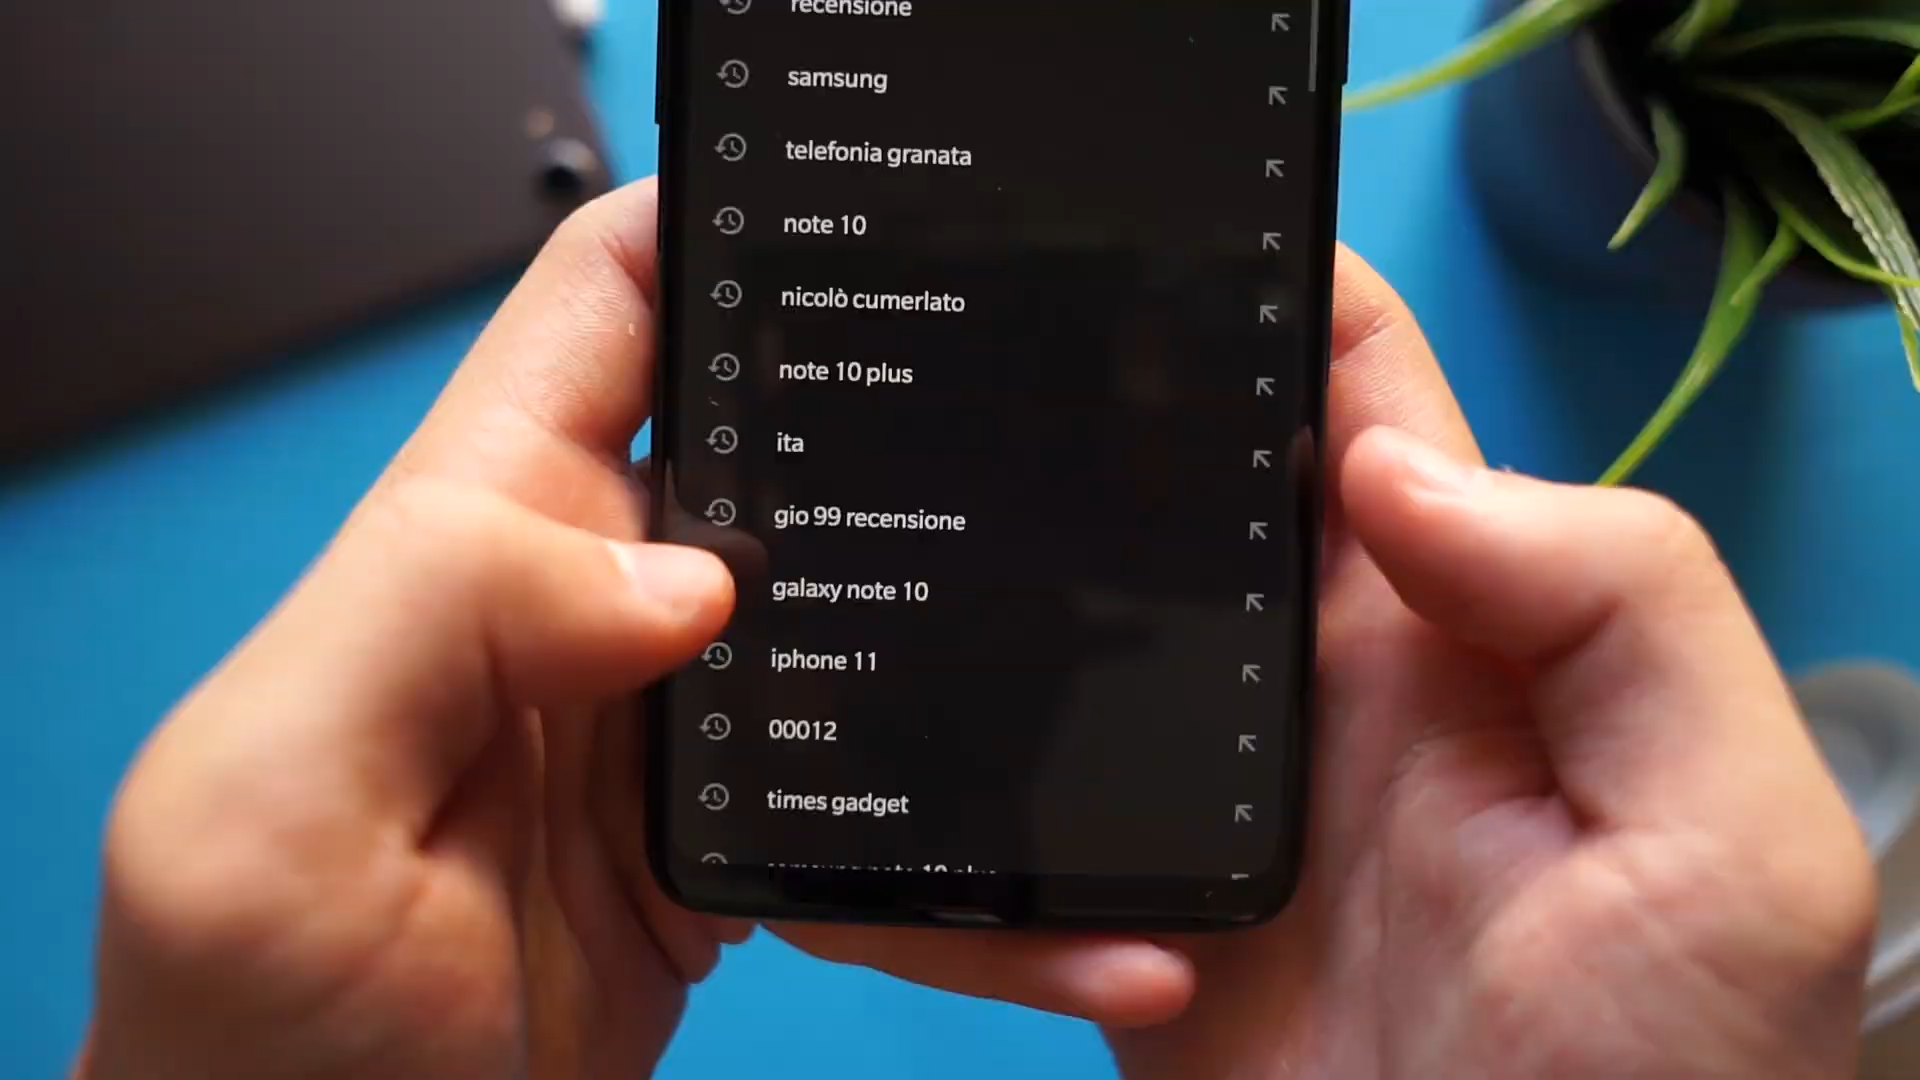 recensione
samsung
telefonia granata
note 10
nicolò cumerlato
note 10 plus
ita
gio 99 recensione
galaxy note 10
iphone 11
00012
times gadget